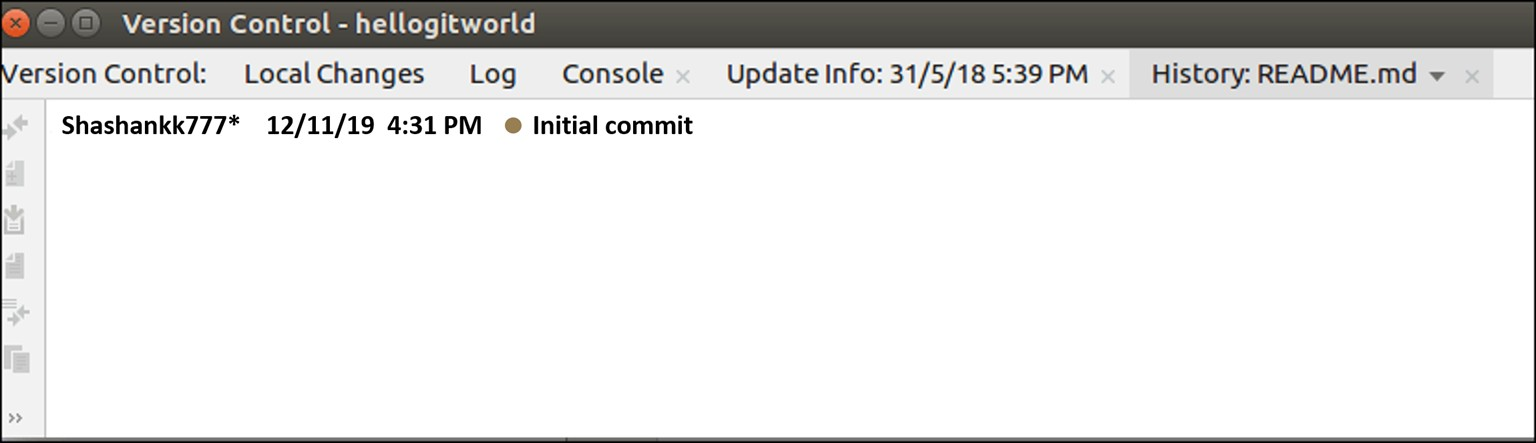 Version Control - hellogitworld
Version Control: Local Changes Log Console × Update Info: 31/5/18 5:39 PM × History: README.md ×
Shashankk777* 12/11/19 4:31 PM Initial commit